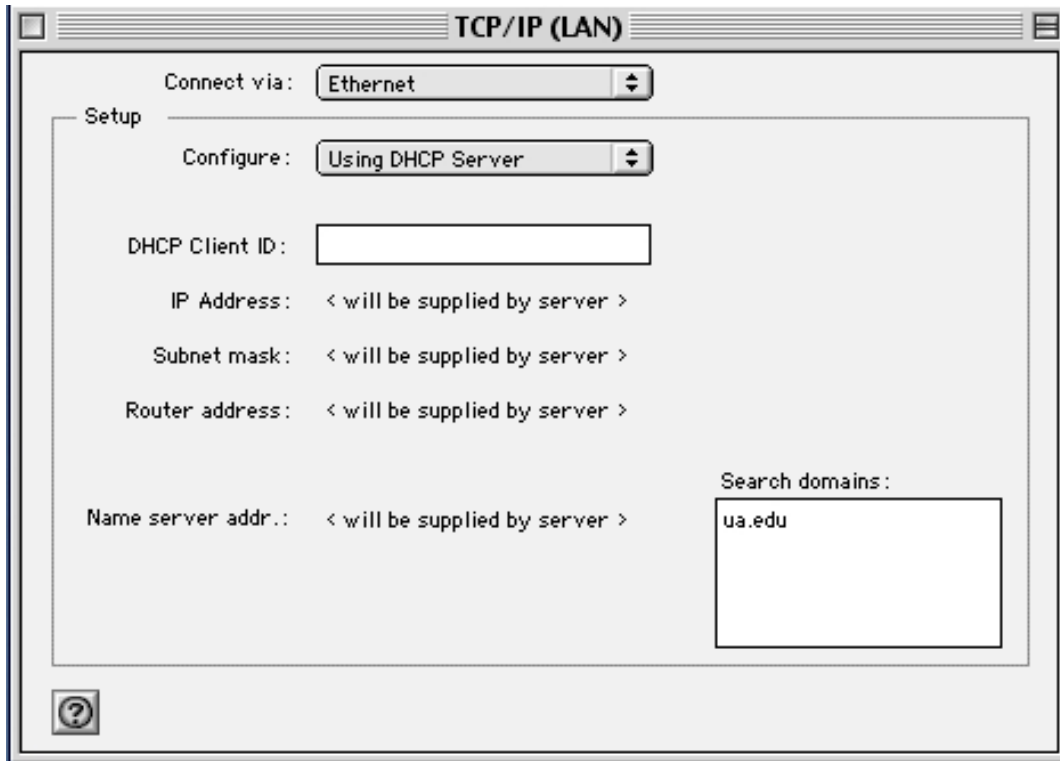 TCP/IP (LAN)
Connect via: Ethernet
Setup
Configure: Using DHCP Server
DHCP Client ID:
IP Address: < will be supplied by server >
Subnet mask: < will be supplied by server >
Router address: < will be supplied by server >
Search domains:
Name server addr.: < will be supplied by server > ua.edu
?